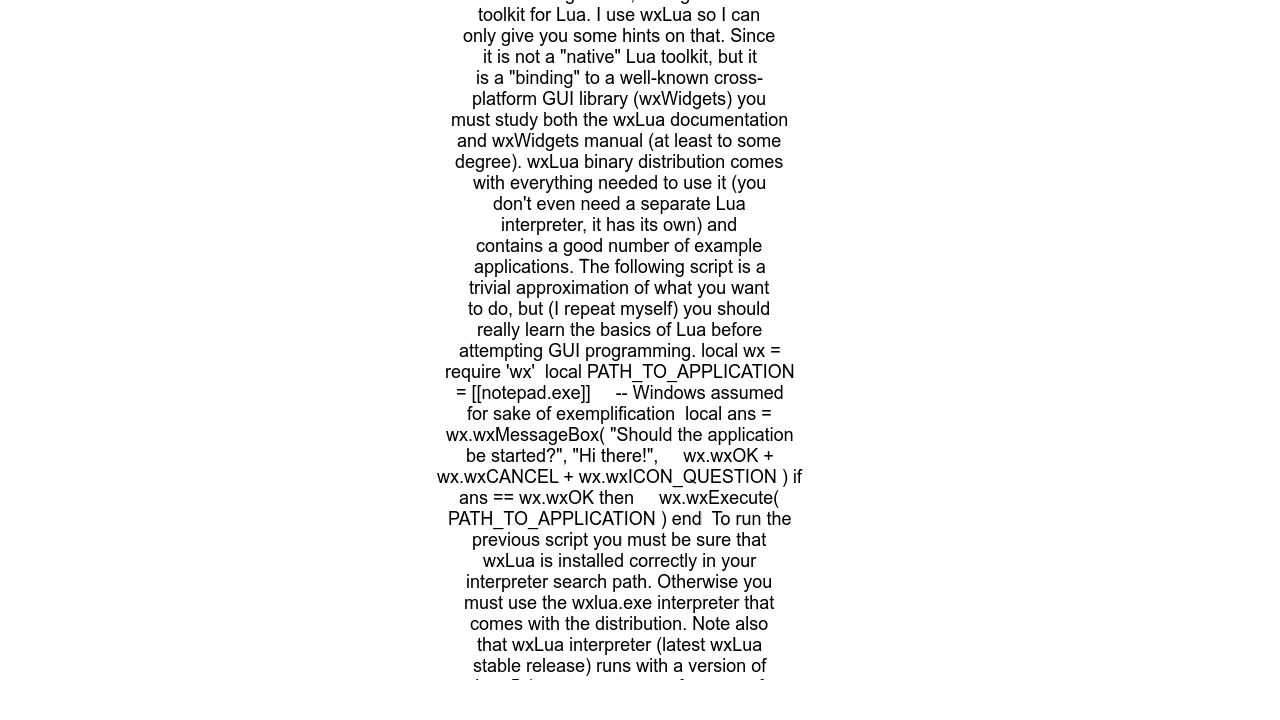 toolkit for Lua. I use wxLua so I can
only give you some hints on that. Since
it is not a "native" Lua toolkit, but it
is a "binding" to a well-known cross-
platform GUI library (wxWidgets) you
must study both the wxLua documentation
and wxWidgets manual (at least to some
degree). wxLua binary distribution comes
with everything needed to use it (you
don't even need a separate Lua
interpreter, it has its own) and
contains a good number of example
applications. The following script is a
trivial approximation of what you want
to do, but (I repeat myself) you should
really learn the basics of Lua before
attempting GUI programming. local wx =
require 'wx'  local PATH_TO_APPLICATION
= [[notepad.exe]]     -- Windows assumed
for sake of exemplification  local ans =
wx.wxMessageBox( "Should the application
be started?", "Hi there!",     wx.wxOK +
wx.wxCANCEL + wx.wxICON_QUESTION ) if
ans == wx.wxOK then     wx.wxExecute(
PATH_TO_APPLICATION ) end  To run the
previous script you must be sure that
wxLua is installed correctly in your
interpreter search path. Otherwise you
must use the wxlua.exe interpreter that
comes with the distribution. Note also
that wxLua interpreter (latest wxLua
stable release) runs with a version of